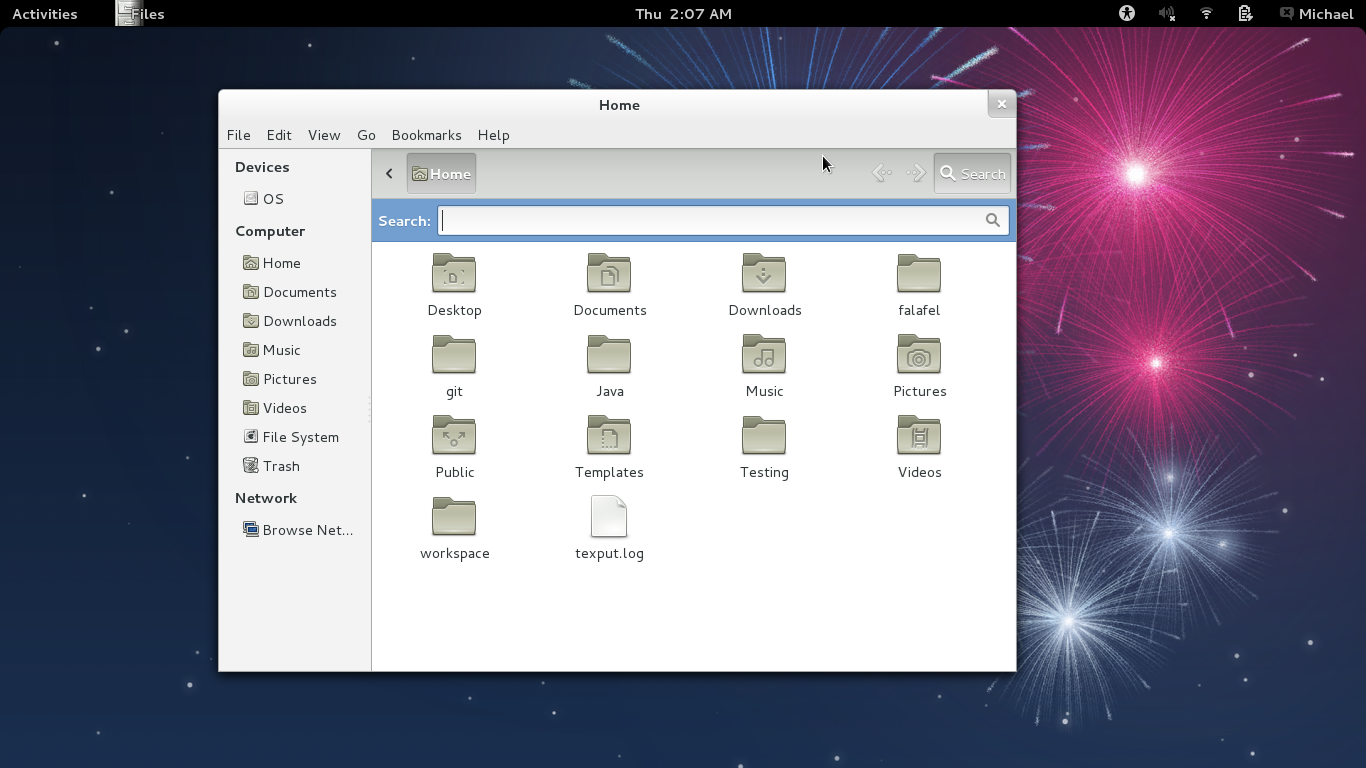 Activities Files Thu 2:07 AM Michael
Home
File Edit View Go Bookmarks Help
Devices
OS
Computer
Home
Documents
Downloads
Music
Pictures
Videos
File System
Trash
Network
Browse Net...
Home Search
Search:
Desktop Documents Downloads falafel
git Java Music Pictures
Public Templates Testing Videos
workspace texput.log